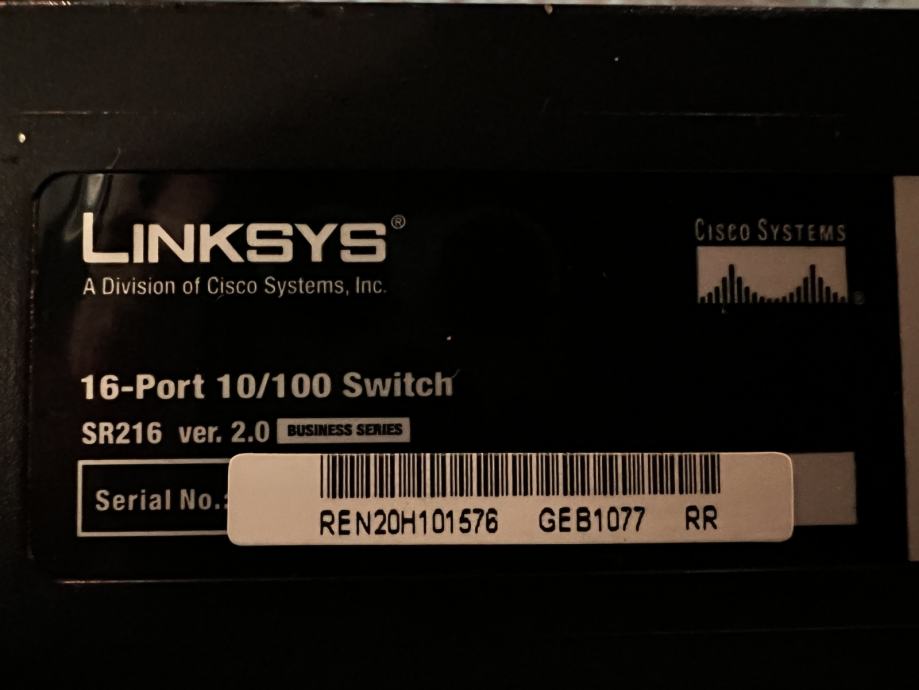 LINKSYS®
A Division of Cisco Systems, Inc.
CISCO SYSTEMS
®
16-Port 10/100 Switch
SR216 ver. 2.0 BUSINESS SERIES
Serial No.:
REN20H101576 GEB1077 RR